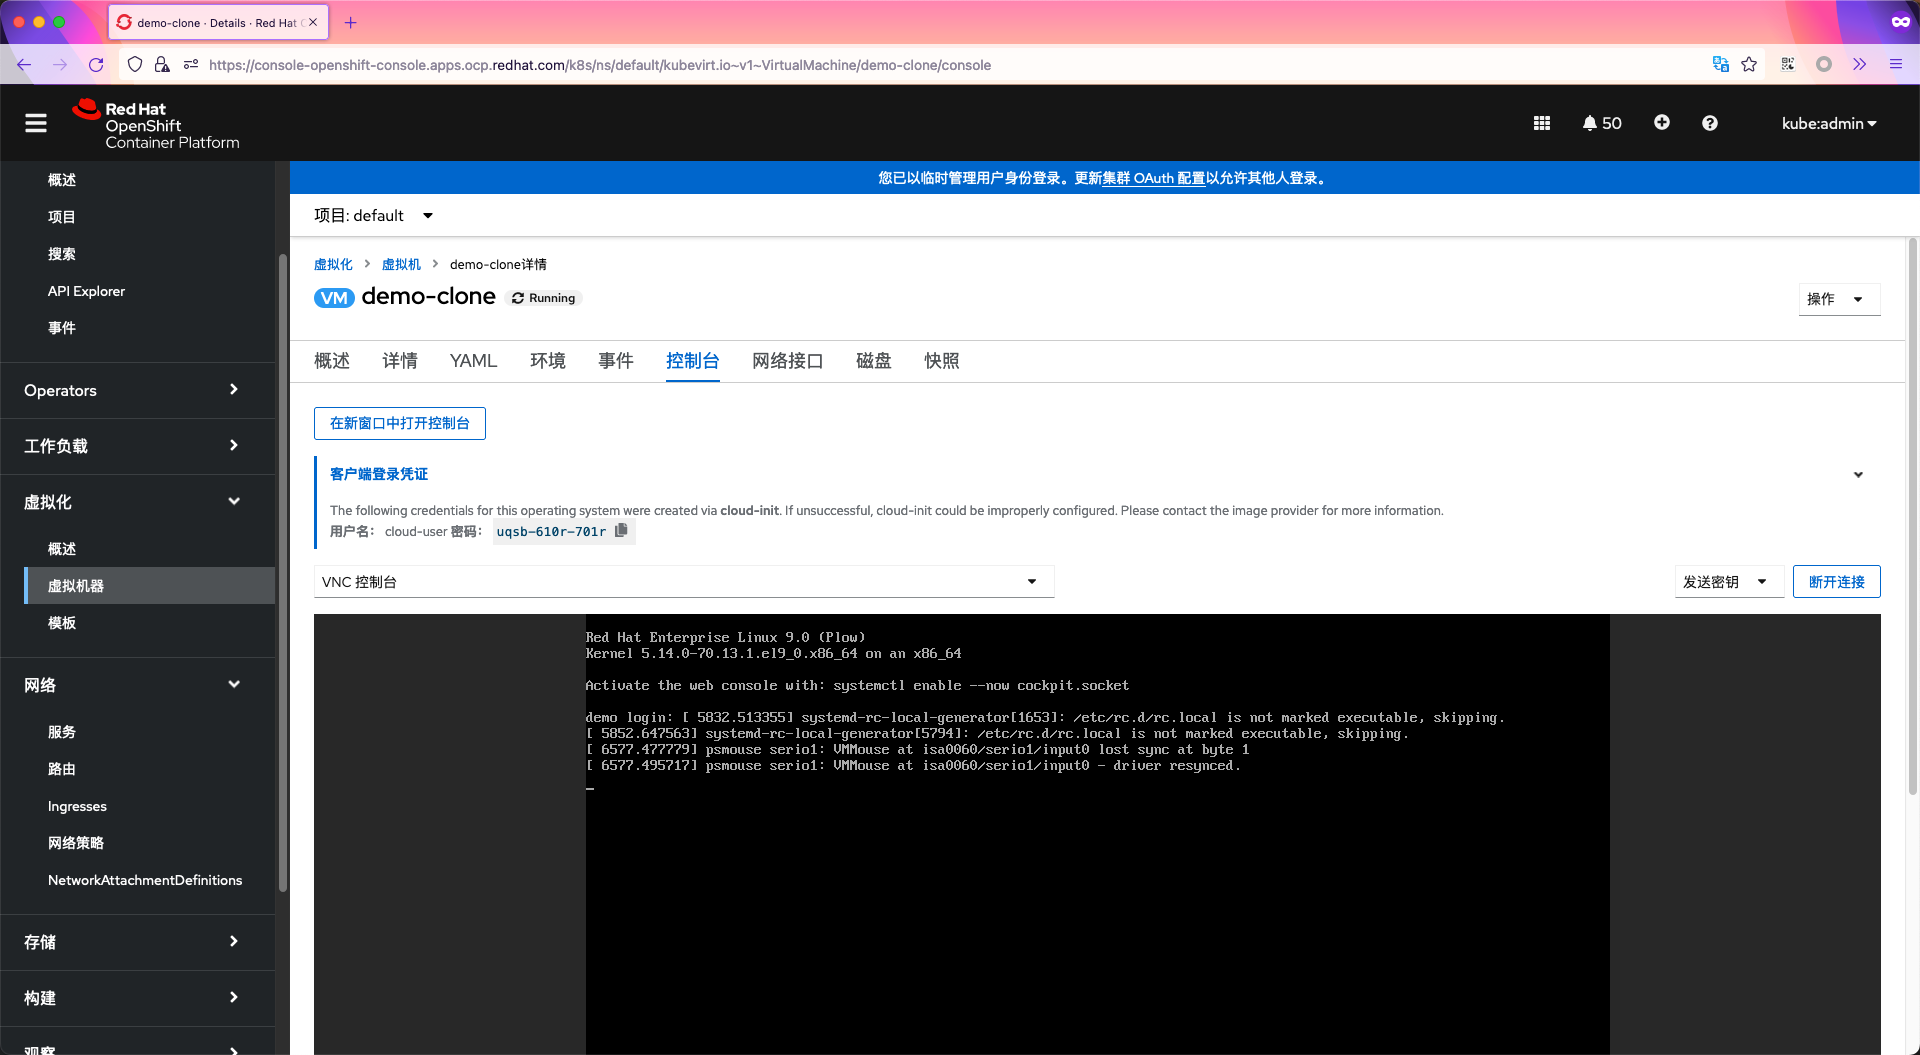 demo-clone · Details · Red Hat
https://console-openshift-console.apps.ocp.redhat.com/k8s/ns/default/kubevirt.io~v1~VirtualMachine/demo-clone/console
Red Hat
OpenShift
Container Platform
50
kube:admin
概述
项目
搜索
API Explorer
事件
Operators
工作负载
虚拟化
概述
虚拟机器
模板
网络
服务
路由
Ingresses
网络策略
NetworkAttachmentDefinitions
存储
构建
观察
您已以临时管理用户身份登录。更新集群 OAuth 配置以允许其他人登录。
项目: default
虚拟化 > 虚拟机 > demo-clone详情
VM demo-clone Running
操作
概述 详情 YAML 环境 事件 控制台 网络接口 磁盘 快照
在新窗口中打开控制台
客户端登录凭证
The following credentials for this operating system were created via cloud-init. If unsuccessful, cloud-init could be improperly configured. Please contact the image provider for more information.
用户名： cloud-user 密码： uqsb-610r-701r
VNC 控制台
发送密钥
断开连接
Red Hat Enterprise Linux 9.0 (Plow)
Kernel 5.14.0-70.13.1.el9_0.x86_64 on an x86_64
Activate the web console with: systemctl enable --now cockpit.socket
demo login: [ 5832.513355] systemd-rc-local-generator[1653]: /etc/rc.d/rc.local is not marked executable, skipping.
[ 5852.647563] systemd-rc-local-generator[5794]: /etc/rc.d/rc.local is not marked executable, skipping.
[ 6577.477779] psmouse serio1: VMMouse at isa0060/serio1/input0 lost sync at byte 1
[ 6577.495717] psmouse serio1: VMMouse at isa0060/serio1/input0 - driver resynced.